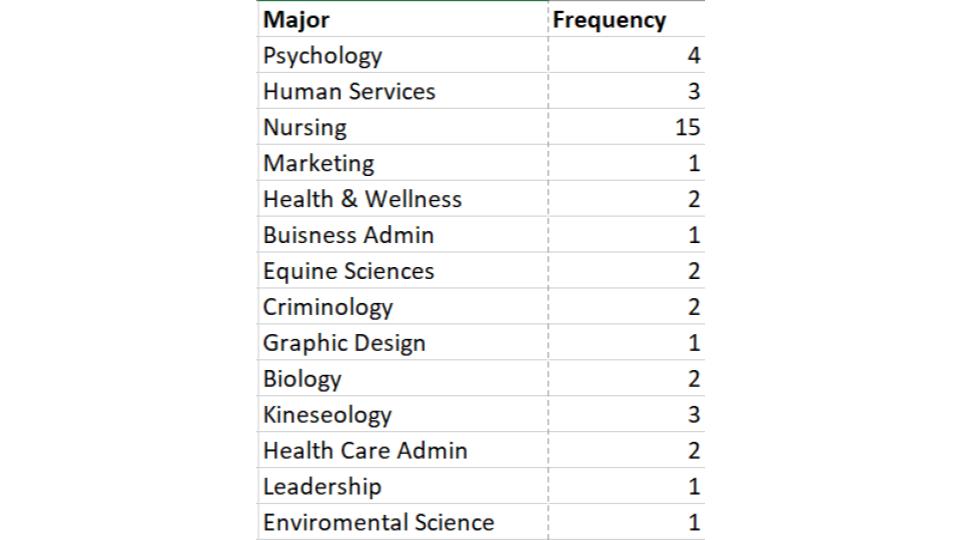 Major Frequency
Psychology 4
Human Services 3
Nursing 15
Marketing 1
Health & Wellness 2
Buisness Admin 1
Equine Sciences 2
Criminology 2
Graphic Design 1
Biology 2
Kineseology 3
Health Care Admin 2
Leadership 1
Enviromental Science 1